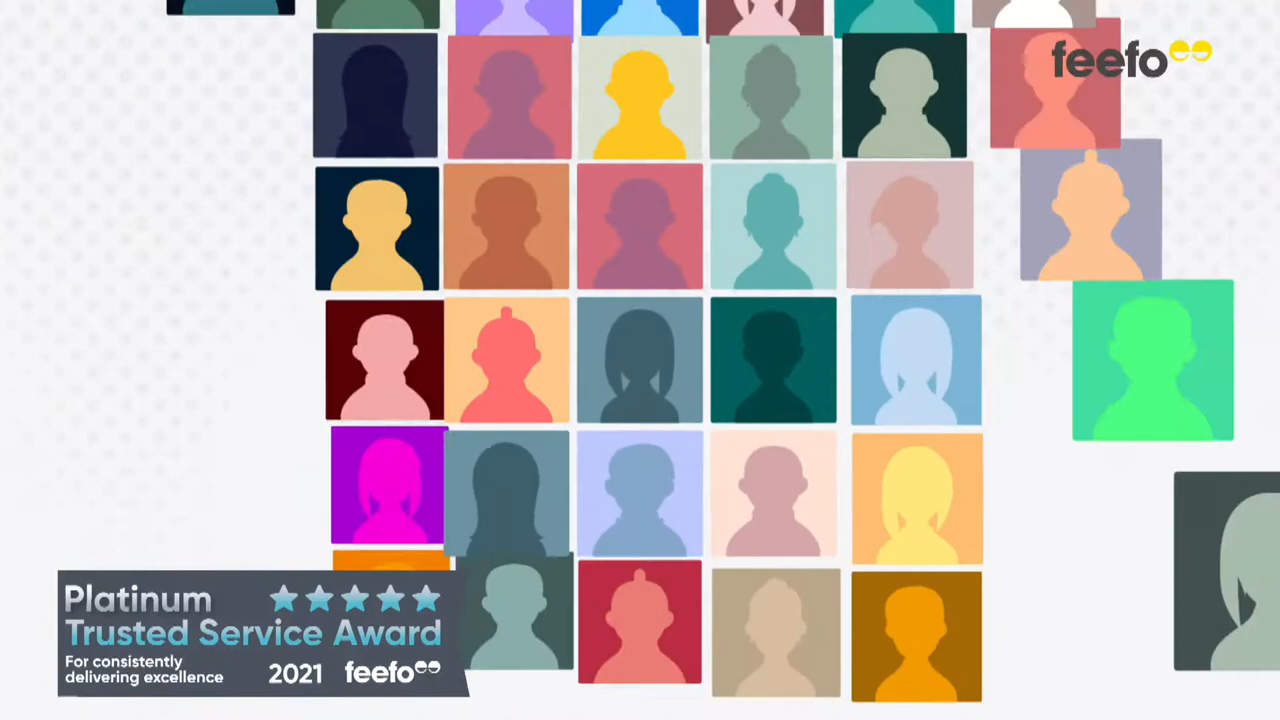 feefo
Platinum
Trusted Service Award
For consistently
delivering excellence
2021 feefo